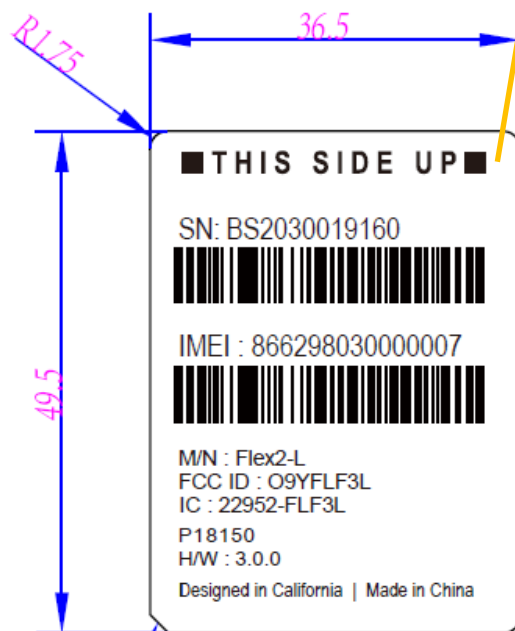 36.5
R1.75
49.5
■THIS SIDE UP■
SN: BS2030019160
IMEI : 866298030000007
M/N : Flex2-L
FCC ID : O9YFLF3L
IC : 22952-FLF3L
P18150
H/W : 3.0.0
Designed in California | Made in China